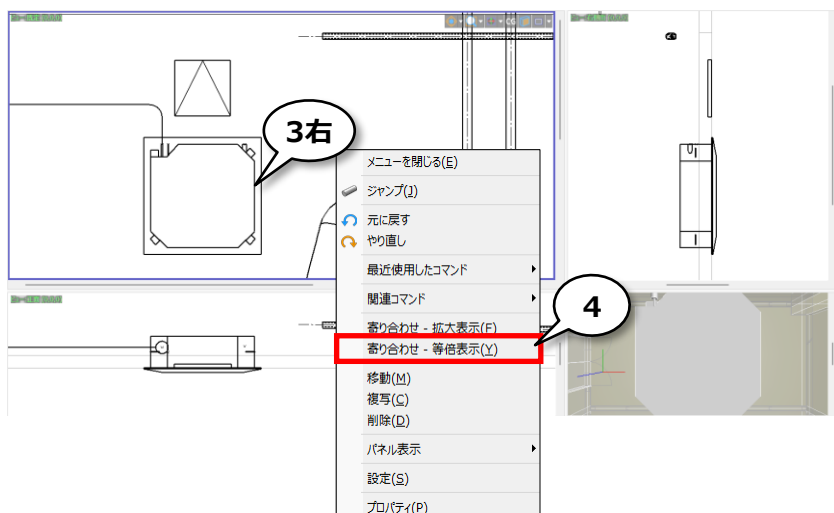 3右
メニューを閉じる(E)
ジャンプ(J)
元に戻す
やり直し
最近使用したコマンド
関連コマンド
4
寄り合わせ - 拡大表示(F)
寄り合わせ - 等倍表示(Y)
移動(M)
複写(C)
削除(D)
パネル表示
設定(S)
プロパティ(P)